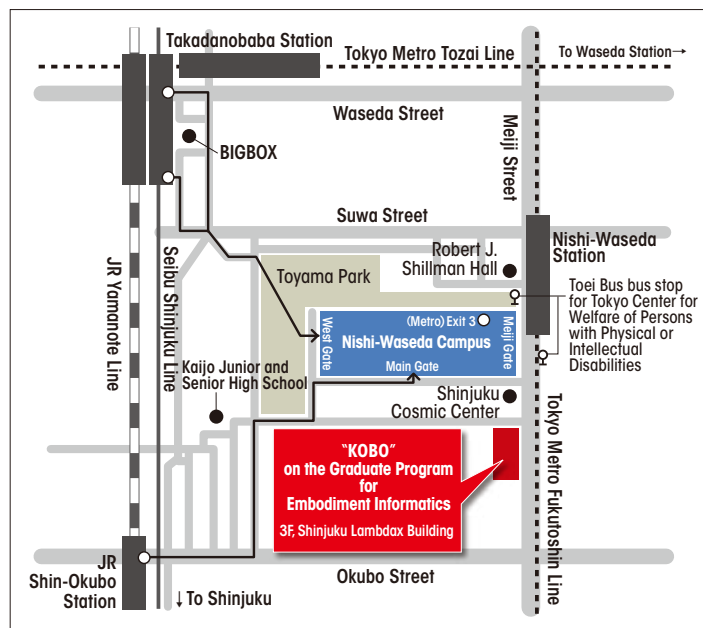 Takadanobaba Station
Tokyo Metro Tozai Line
To Waseda Station→
Waseda Street
BIGBOX
Meiji Street
Suwa Street
Nishi-Waseda
Station
Robert J.
Shillman Hall
Toyama Park
Toei Bus bus stop
for Tokyo Center for
Welfare of Persons
with Physical or
Intellectual
Disabilities
JR Yamanote Line
Seibu Shinjuku Line
(Metro) Exit 3
West Gate
Nishi-Waseda Campus
Meiji Gate
Main Gate
Kaijo Junior and
Senior High School
Shinjuku
Cosmic Center
"KOBO"
on the Graduate Program
for
Embodiment Informatics
3F, Shinjuku Lambdax Building
Tokyo Metro Fukutoshin Line
JR
Shin-Okubo
Station
↓To Shinjuku
Okubo Street